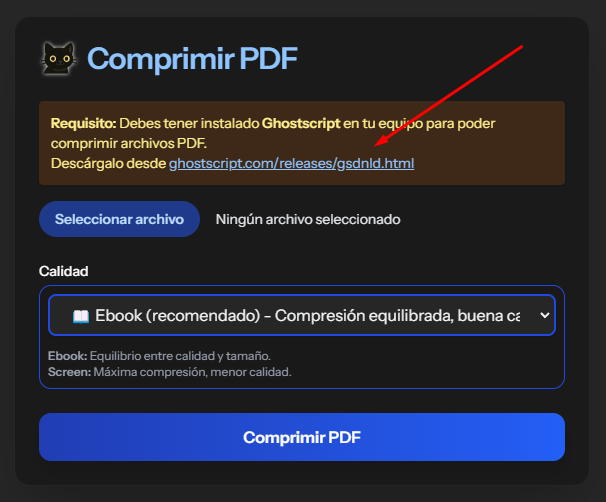 Comprimir PDF
Requisito: Debes tener instalado Ghostscript en tu equipo para poder
comprimir archivos PDF.
Descárgalo desde ghostscript.com/releases/gsdnld.html
Seleccionar archivo Ningún archivo seleccionado
Calidad
Ebook (recomendado) - Compresión equilibrada, buena ca
Ebook: Equilibrio entre calidad y tamaño.
Screen: Máxima compresión, menor calidad.
Comprimir PDF